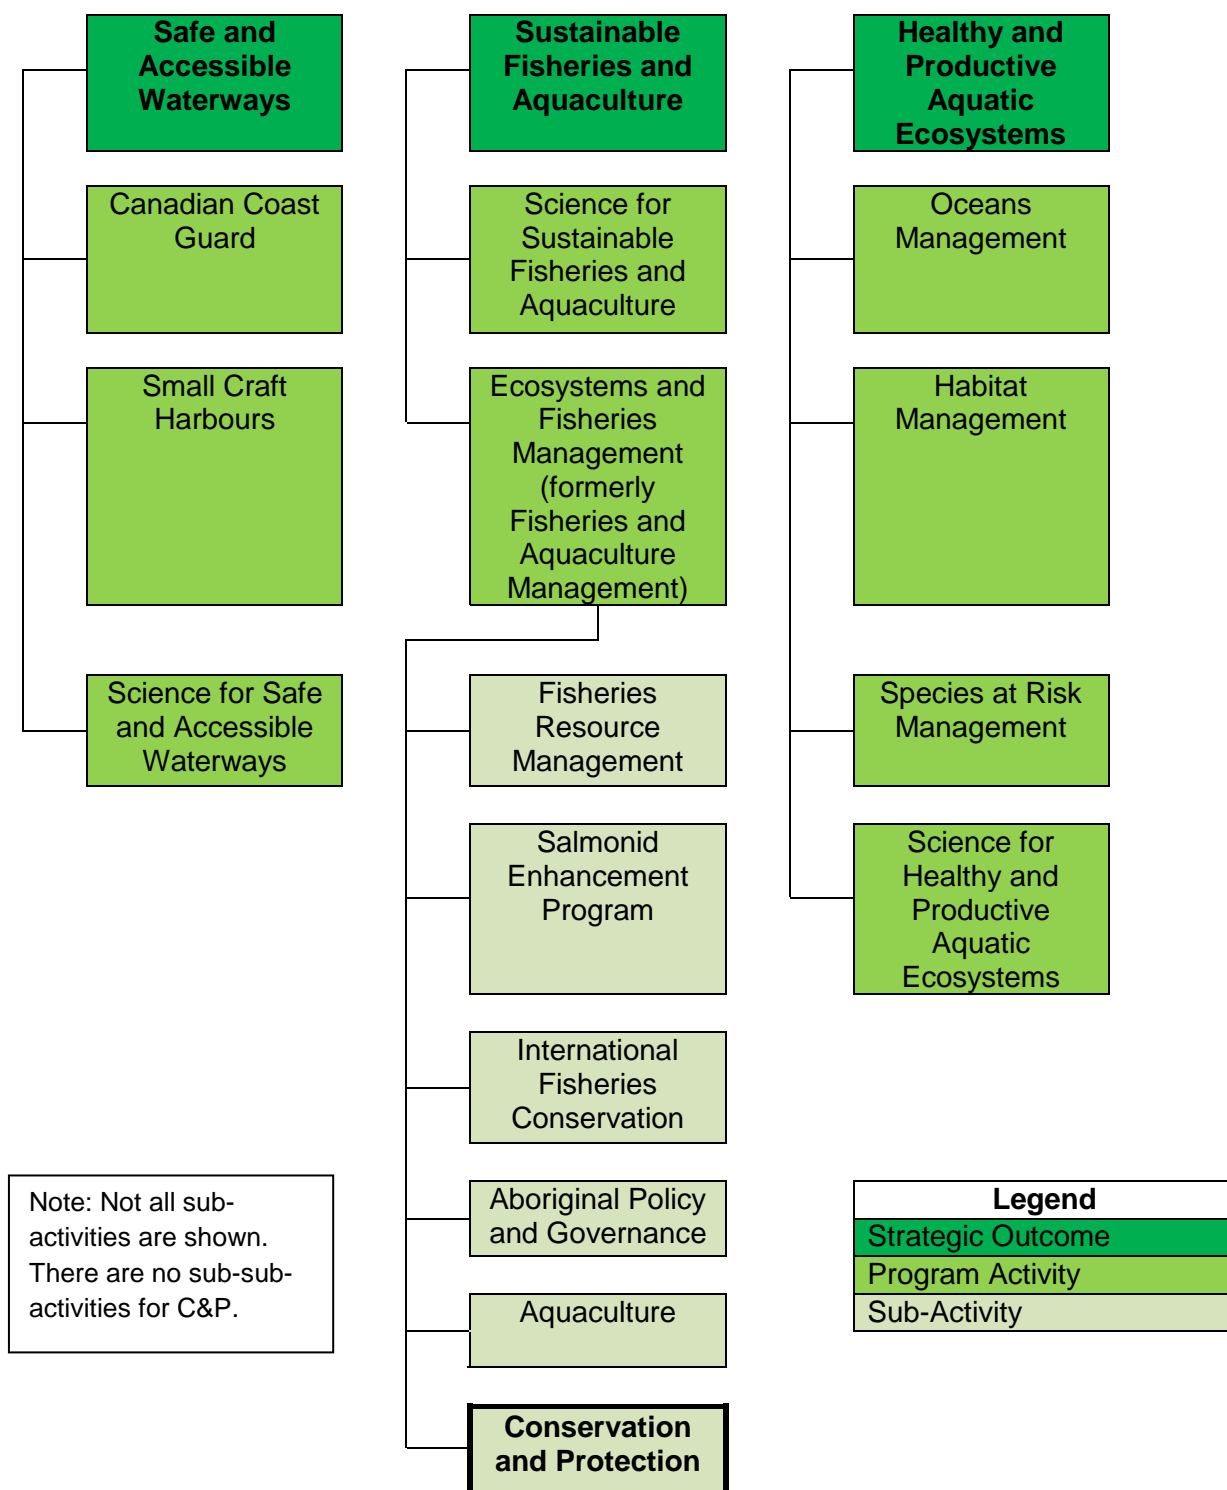 Safe and
Accessible
Waterways
Canadian Coast
Guard
Small Craft
Harbours
Science for Safe
and Accessible
Waterways
Sustainable
Fisheries and
Aquaculture
Science for
Sustainable
Fisheries and
Aquaculture
Ecosystems and
Fisheries
Management
(formerly
Fisheries and
Aquaculture
Management)
Fisheries
Resource
Management
Salmonid
Enhancement
Program
International
Fisheries
Conservation
Aboriginal Policy
and Governance
Aquaculture
Conservation
and Protection
Healthy and
Productive
Aquatic
Ecosystems
Oceans
Management
Habitat
Management
Species at Risk
Management
Science for
Healthy and
Productive
Aquatic
Ecosystems
Note: Not all sub-
activities are shown.
There are no sub-sub-
activities for C&P.
Legend
Strategic Outcome
Program Activity
Sub-Activity